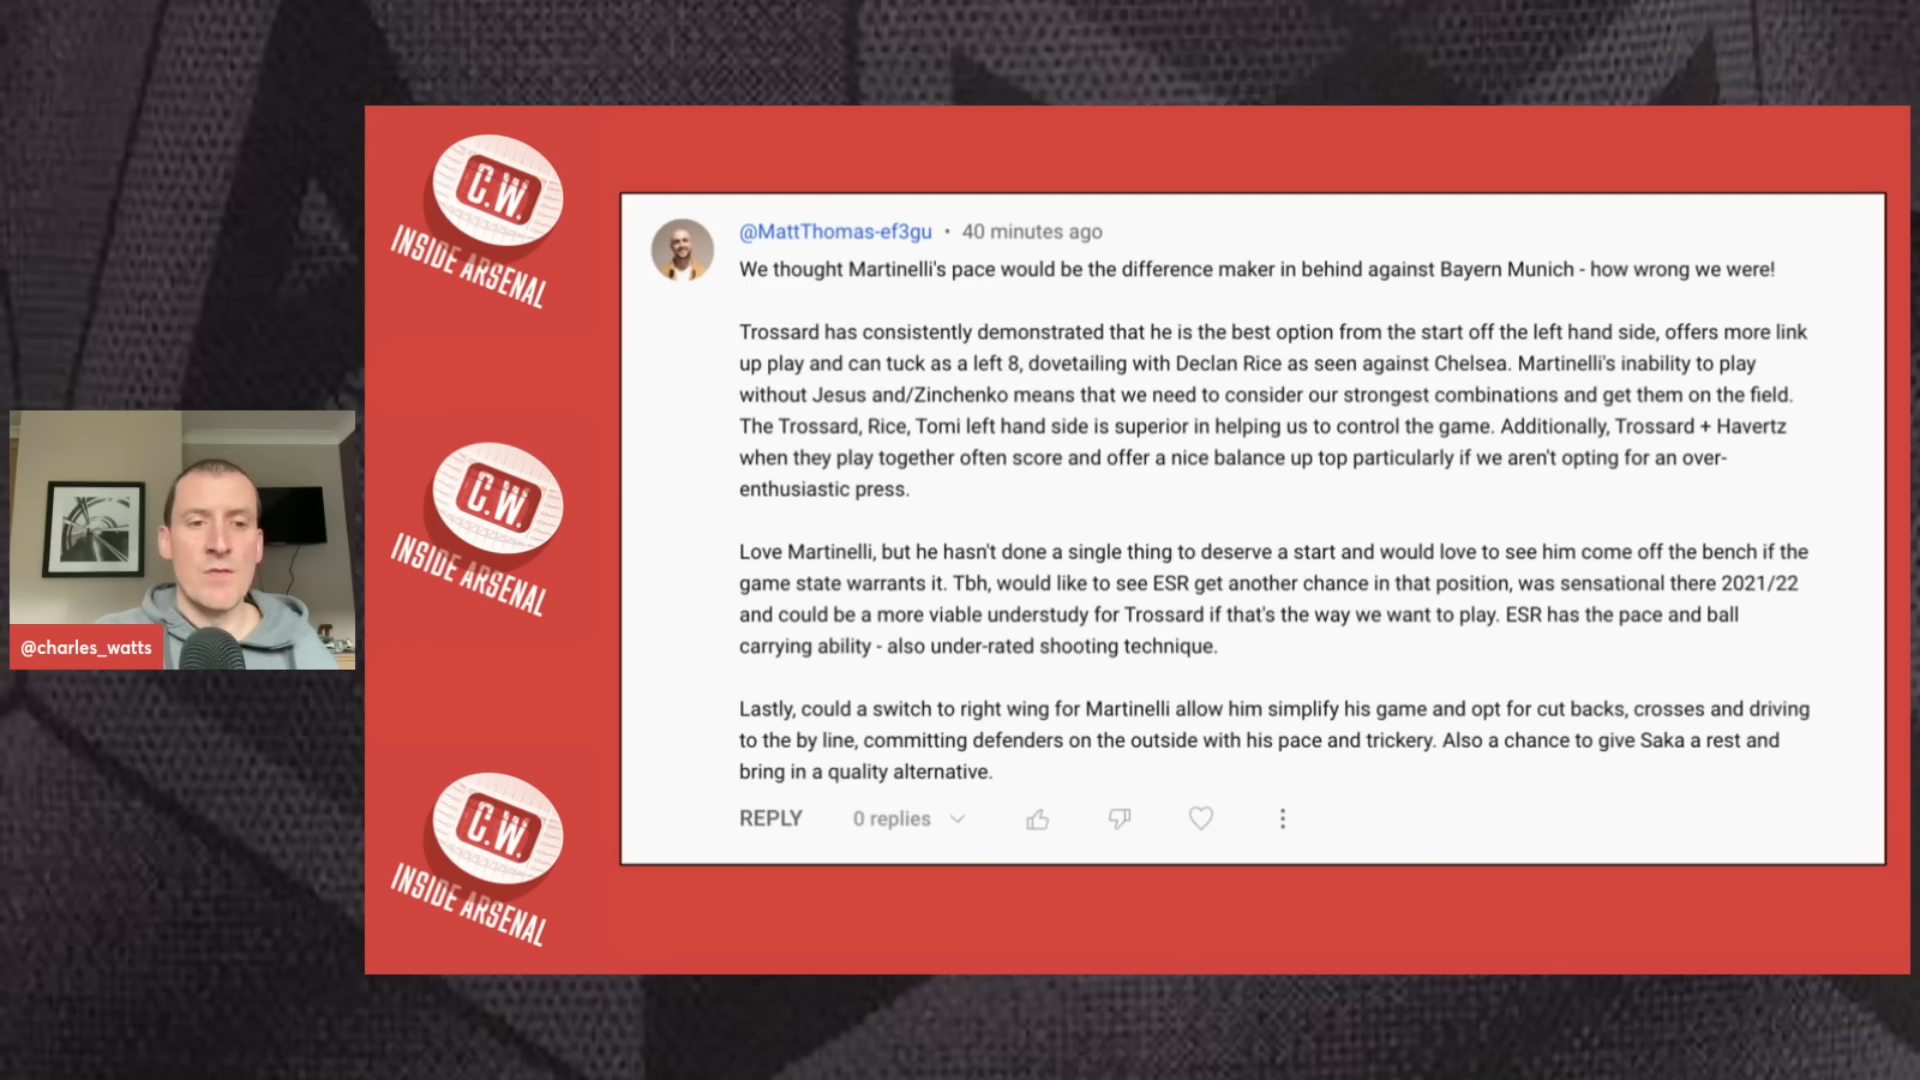 C.W.
INSIDE ARSENAL
@MattThomas-ef3gu • 40 minutes ago
We thought Martinelli's pace would be the difference maker in behind against Bayern Munich - how wrong we were!
Trossard has consistently demonstrated that he is the best option from the start off the left hand side, offers more link
up play and can tuck as a left 8, dovetailing with Declan Rice as seen against Chelsea. Martinelli's inability to play
without Jesus and/Zinchenko means that we need to consider our strongest combinations and get them on the field.
The Trossard, Rice, Tomi left hand side is superior in helping us to control the game. Additionally, Trossard + Havertz
when they play together often score and offer a nice balance up top particularly if we aren't opting for an over-
enthusiastic press.
Love Martinelli, but he hasn't done a single thing to deserve a start and would love to see him come off the bench if the
game state warrants it. Tbh, would like to see ESR get another chance in that position, was sensational there 2021/22
and could be a more viable understudy for Trossard if that's the way we want to play. ESR has the pace and ball
carrying ability - also under-rated shooting technique.
Lastly, could a switch to right wing for Martinelli allow him simplify his game and opt for cut backs, crosses and driving
to the by line, committing defenders on the outside with his pace and trickery. Also a chance to give Saka a rest and
bring in a quality alternative.
REPLY 0 replies
C.W.
INSIDE ARSENAL
@charles_watts
C.W.
INSIDE ARSENAL